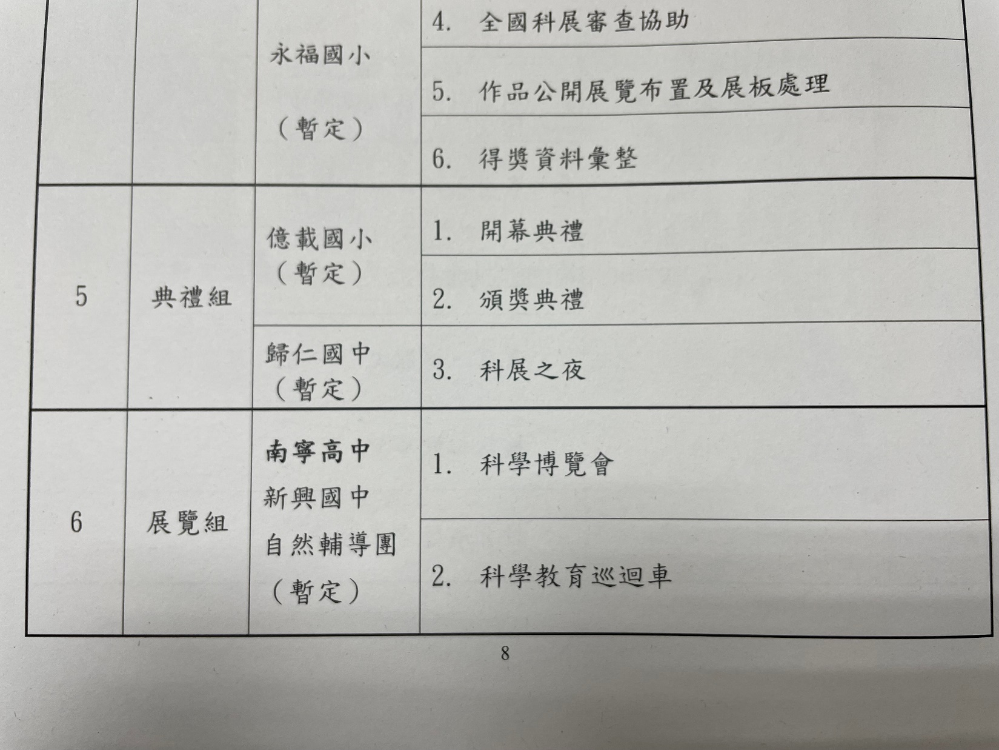 永福國小
（暫定）
4. 全國科展審查協助
5. 作品公開展覽布置及展板處理
6. 得獎資料彙整
5
典禮組
億載國小
（暫定）
1. 開幕典禮
2. 頒獎典禮
歸仁國中
（暫定）
3. 科展之夜
6
展覽組
南寧高中
新興國中
自然輔導團
（暫定）
1. 科學博覽會
2. 科學教育巡迴車
8